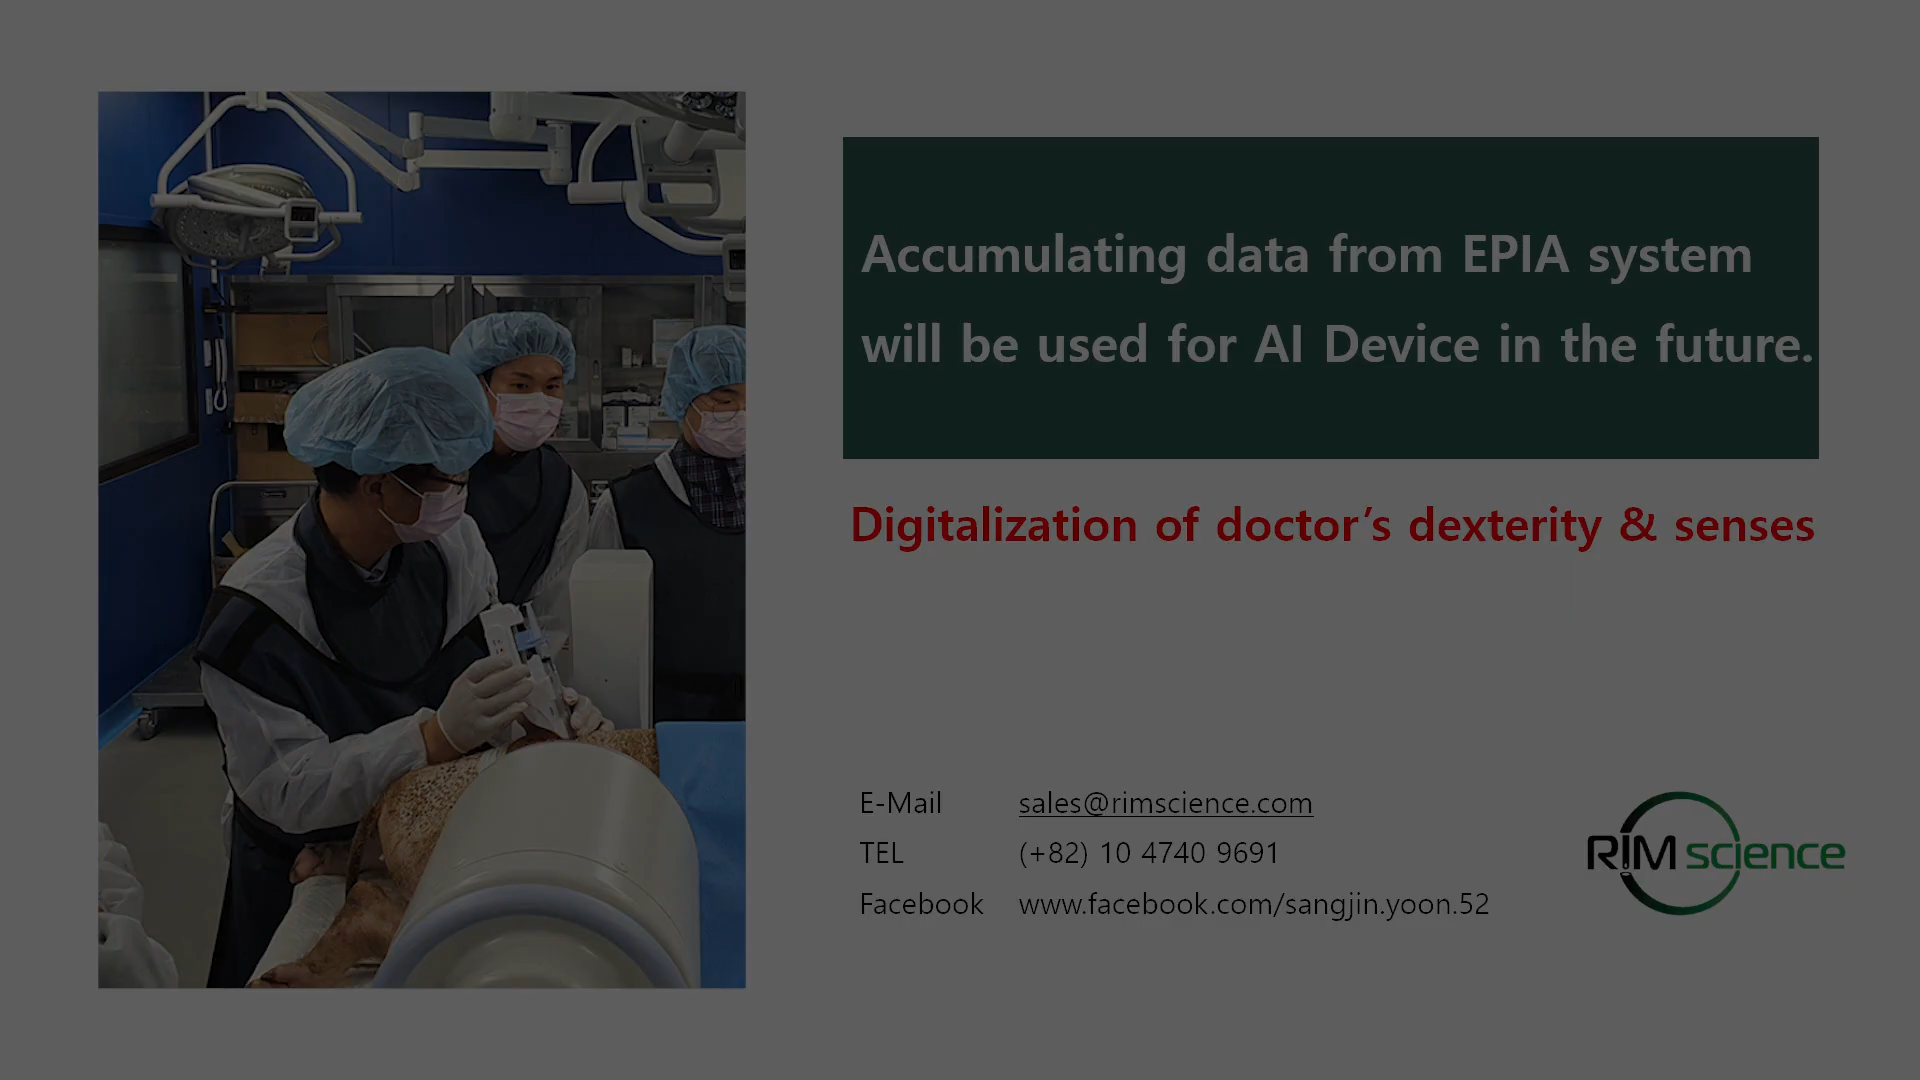 Accumulating data from EPIA system
will be used for AI Device in the future.
Digitalization of doctor’s dexterity & senses
E-Mail sales@rimscience.com
TEL (+82) 10 4740 9691
Facebook www.facebook.com/sangjin.yoon.52
RIM science